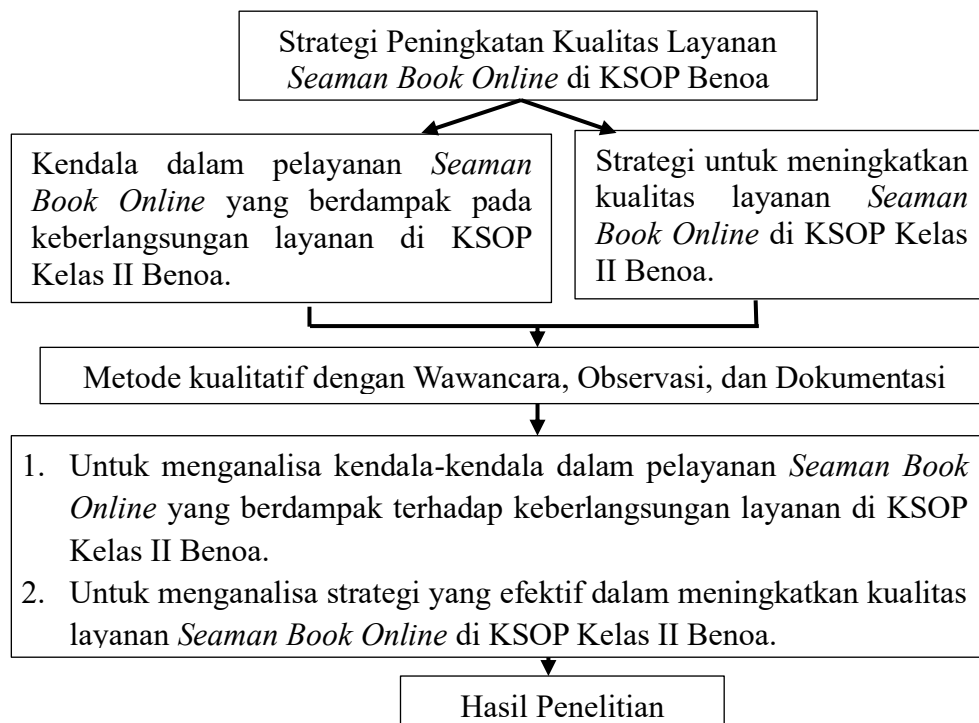 Strategi Peningkatan Kualitas Layanan
Seaman Book Online di KSOP Benoa
Kendala dalam pelayanan Seaman
Book Online yang berdampak pada
keberlangsungan layanan di KSOP
Kelas II Benoa.
Strategi untuk meningkatkan
kualitas layanan Seaman
Book Online di KSOP Kelas
II Benoa.
Metode kualitatif dengan Wawancara, Observasi, dan Dokumentasi
1. Untuk menganalisa kendala-kendala dalam pelayanan Seaman Book
Online yang berdampak terhadap keberlangsungan layanan di KSOP
Kelas II Benoa.
2. Untuk menganalisa strategi yang efektif dalam meningkatkan kualitas
layanan Seaman Book Online di KSOP Kelas II Benoa.
Hasil Penelitian